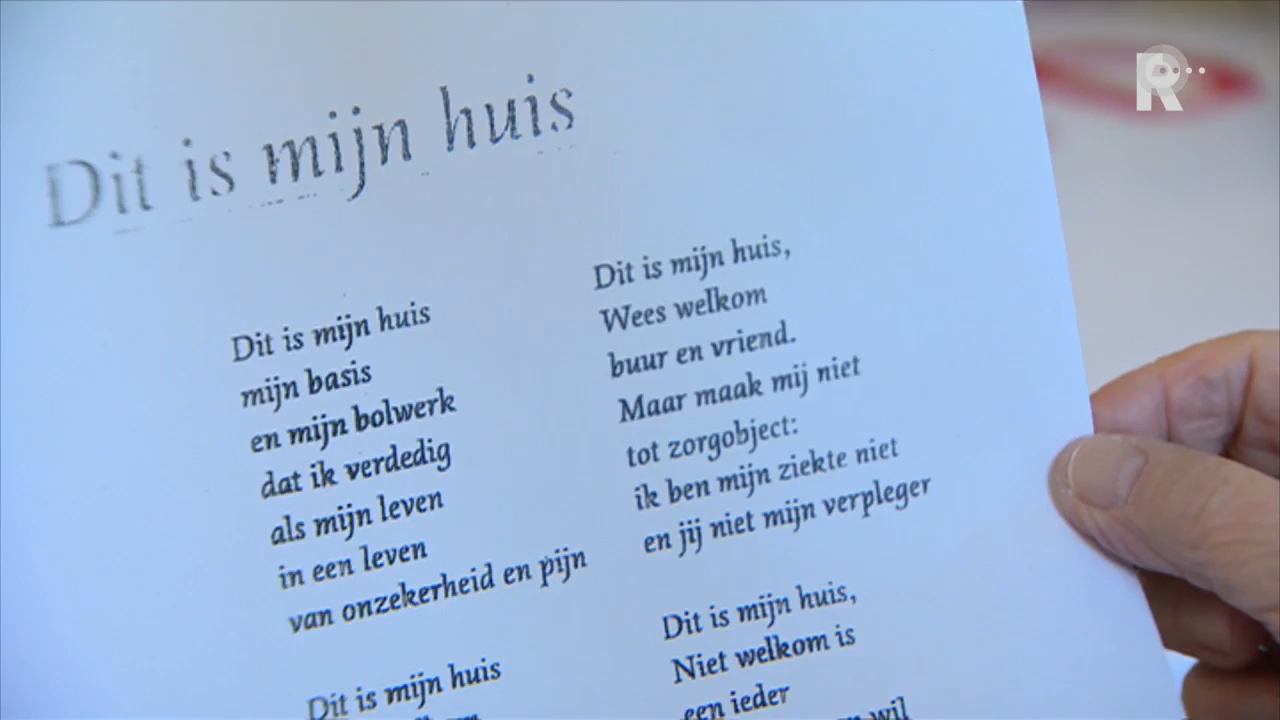 Dit is mijn huis
Dit is mijn huis
mijn basis
en mijn bolwerk
dat ik verdedig
als mijn leven
in een leven
van onzekerheid en pijn
Dit is mijn huis
Dit is mijn huis,
Wees welkom
buur en vriend.
Maar maak mij niet
tot zorgobject:
ik ben mijn ziekte niet
en jij niet mijn verpleger
Dit is mijn huis,
Niet welkom is
een ieder
wil
R